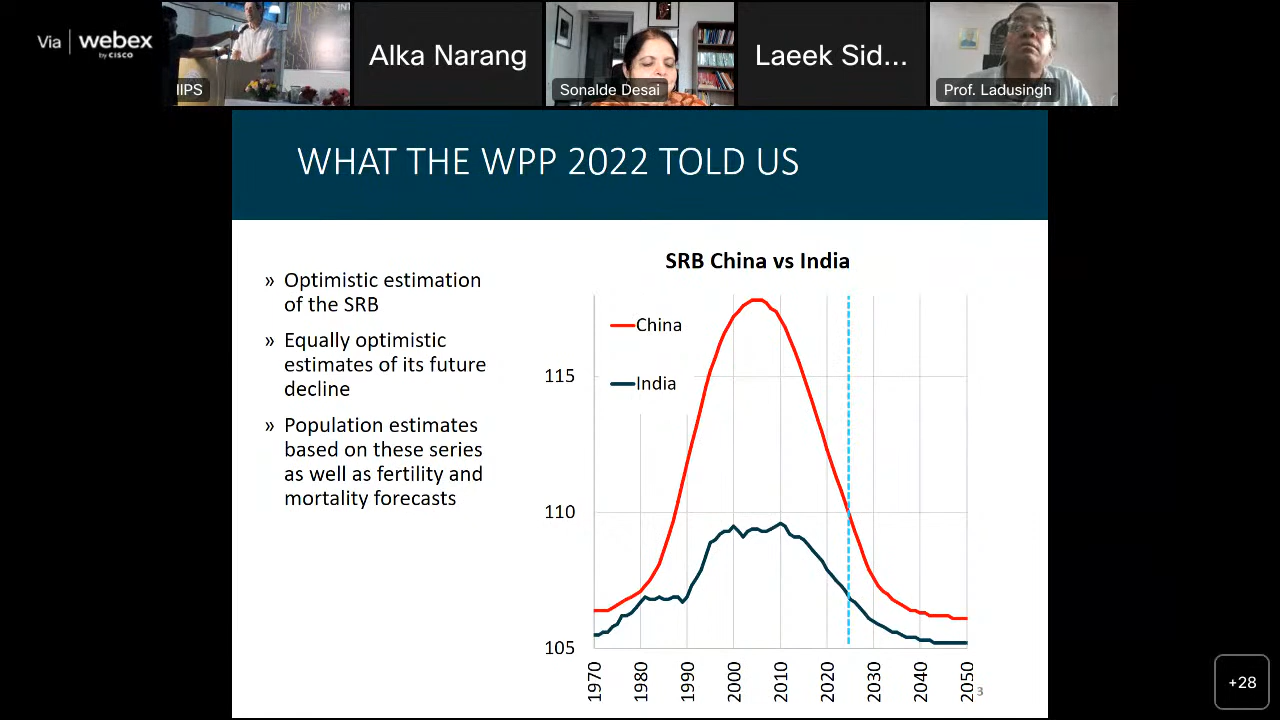 Via webex
by CISCO
IIPS
Alka Narang
Sonalde Desai
Laeek Sid...
Prof. Ladusingh
WHAT THE WPP 2022 TOLD US
» Optimistic estimation
of the SRB
» Equally optimistic
estimates of its future
decline
» Population estimates
based on these series
as well as fertility and
mortality forecasts
SRB China vs India
China
India
115
110
105
1970 1980 1990 2000 2010 2020 2030 2040 2050
3
+28